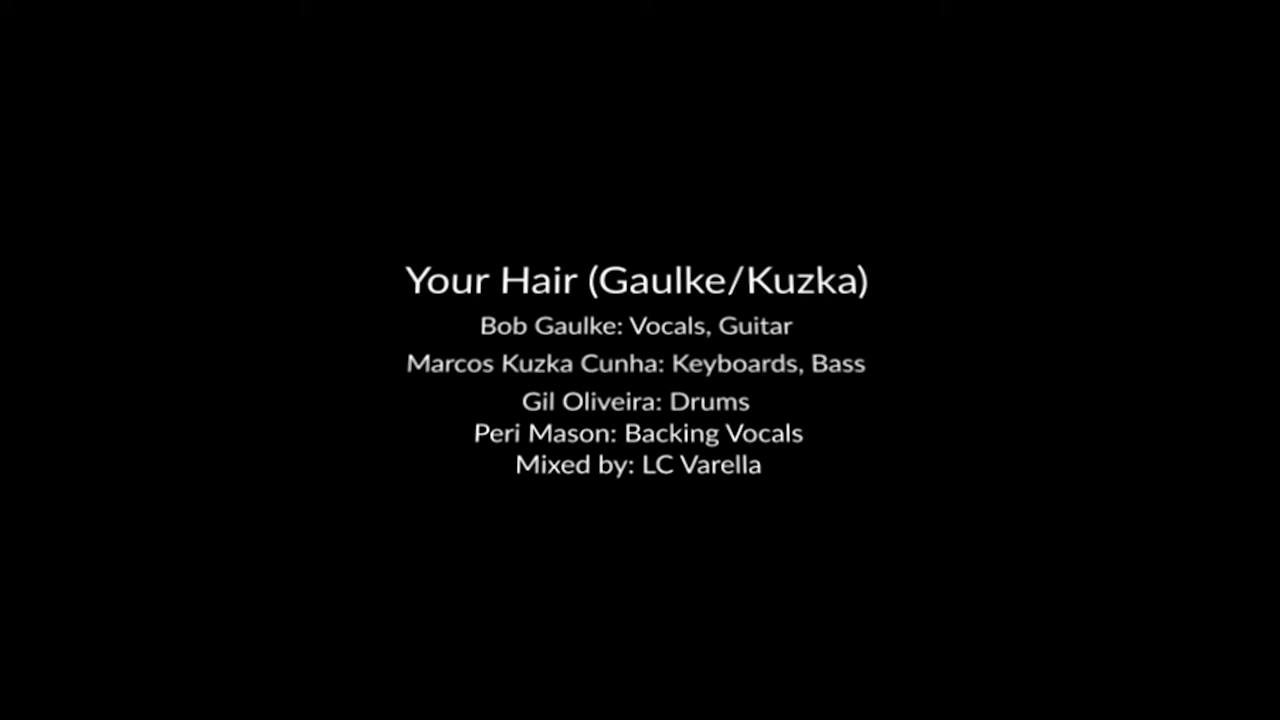 Your Hair (Gaulke/Kuzka)
Bob Gaulke: Vocals, Guitar
Marcos Kuzka Cunha: Keyboards, Bass
Gil Oliveira: Drums
Peri Mason: Backing Vocals
Mixed by: LC Varella